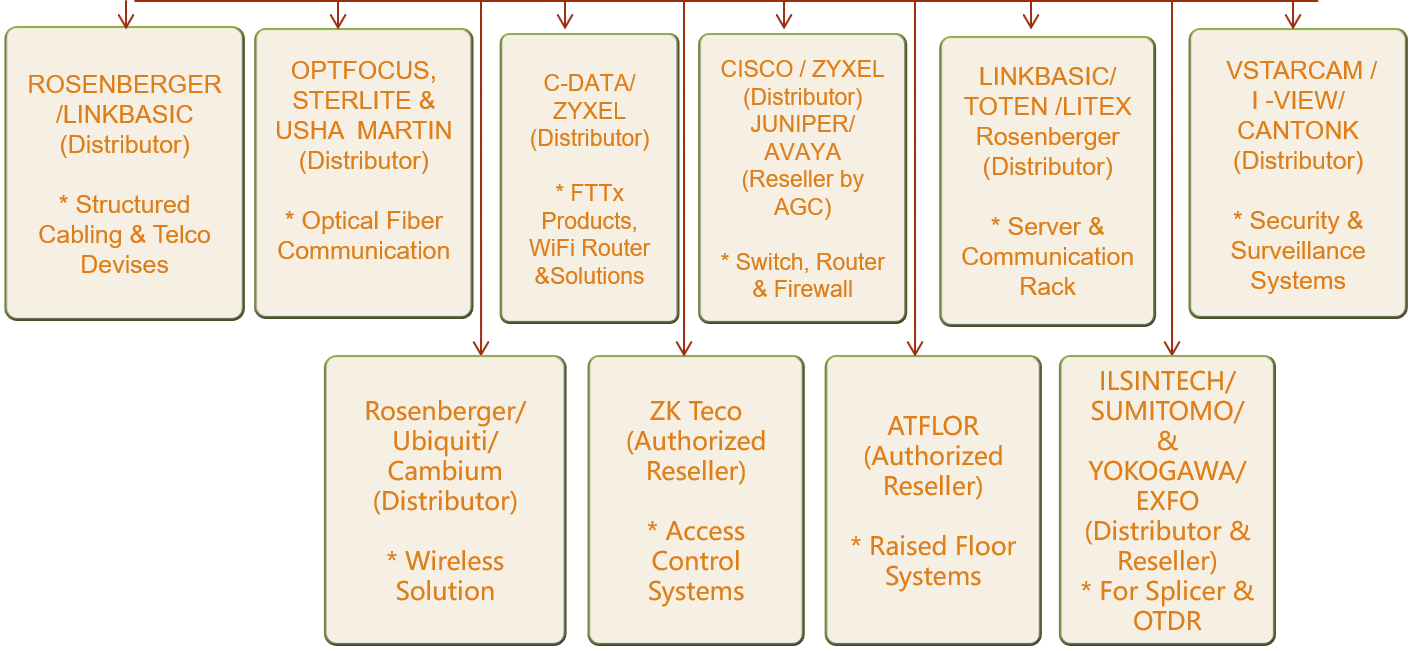 ROSENBERGER
/LINKBASIC
(Distributor)
* Structured
Cabling & Telco
Devises
OPTFOCUS,
STERLITE &
USHA MARTIN
(Distributor)
* Optical Fiber
Communication
C-DATA/
ZYXEL
(Distributor)
* FTTx
Products,
WiFi Router
&Solutions
CISCO / ZYXEL
(Distributor)
JUNIPER/
AVAYA
(Reseller by
AGC)
* Switch, Router
& Firewall
LINKBASIC/
TOTEN /LITEX
Rosenberger
(Distributor)
* Server &
Communication
Rack
VSTARCAM /
I -VIEW/
CANTONK
(Distributor)
* Security &
Surveillance
Systems
Rosenberger/
Ubiquiti/
Cambium
(Distributor)
* Wireless
Solution
ZK Teco
(Authorized
Reseller)
* Access
Control
Systems
ATFLOR
(Authorized
Reseller)
* Raised Floor
Systems
ILSINTECH/
SUMITOMO/
&
YOKOGAWA/
EXFO
(Distributor &
Reseller)
* For Splicer &
OTDR